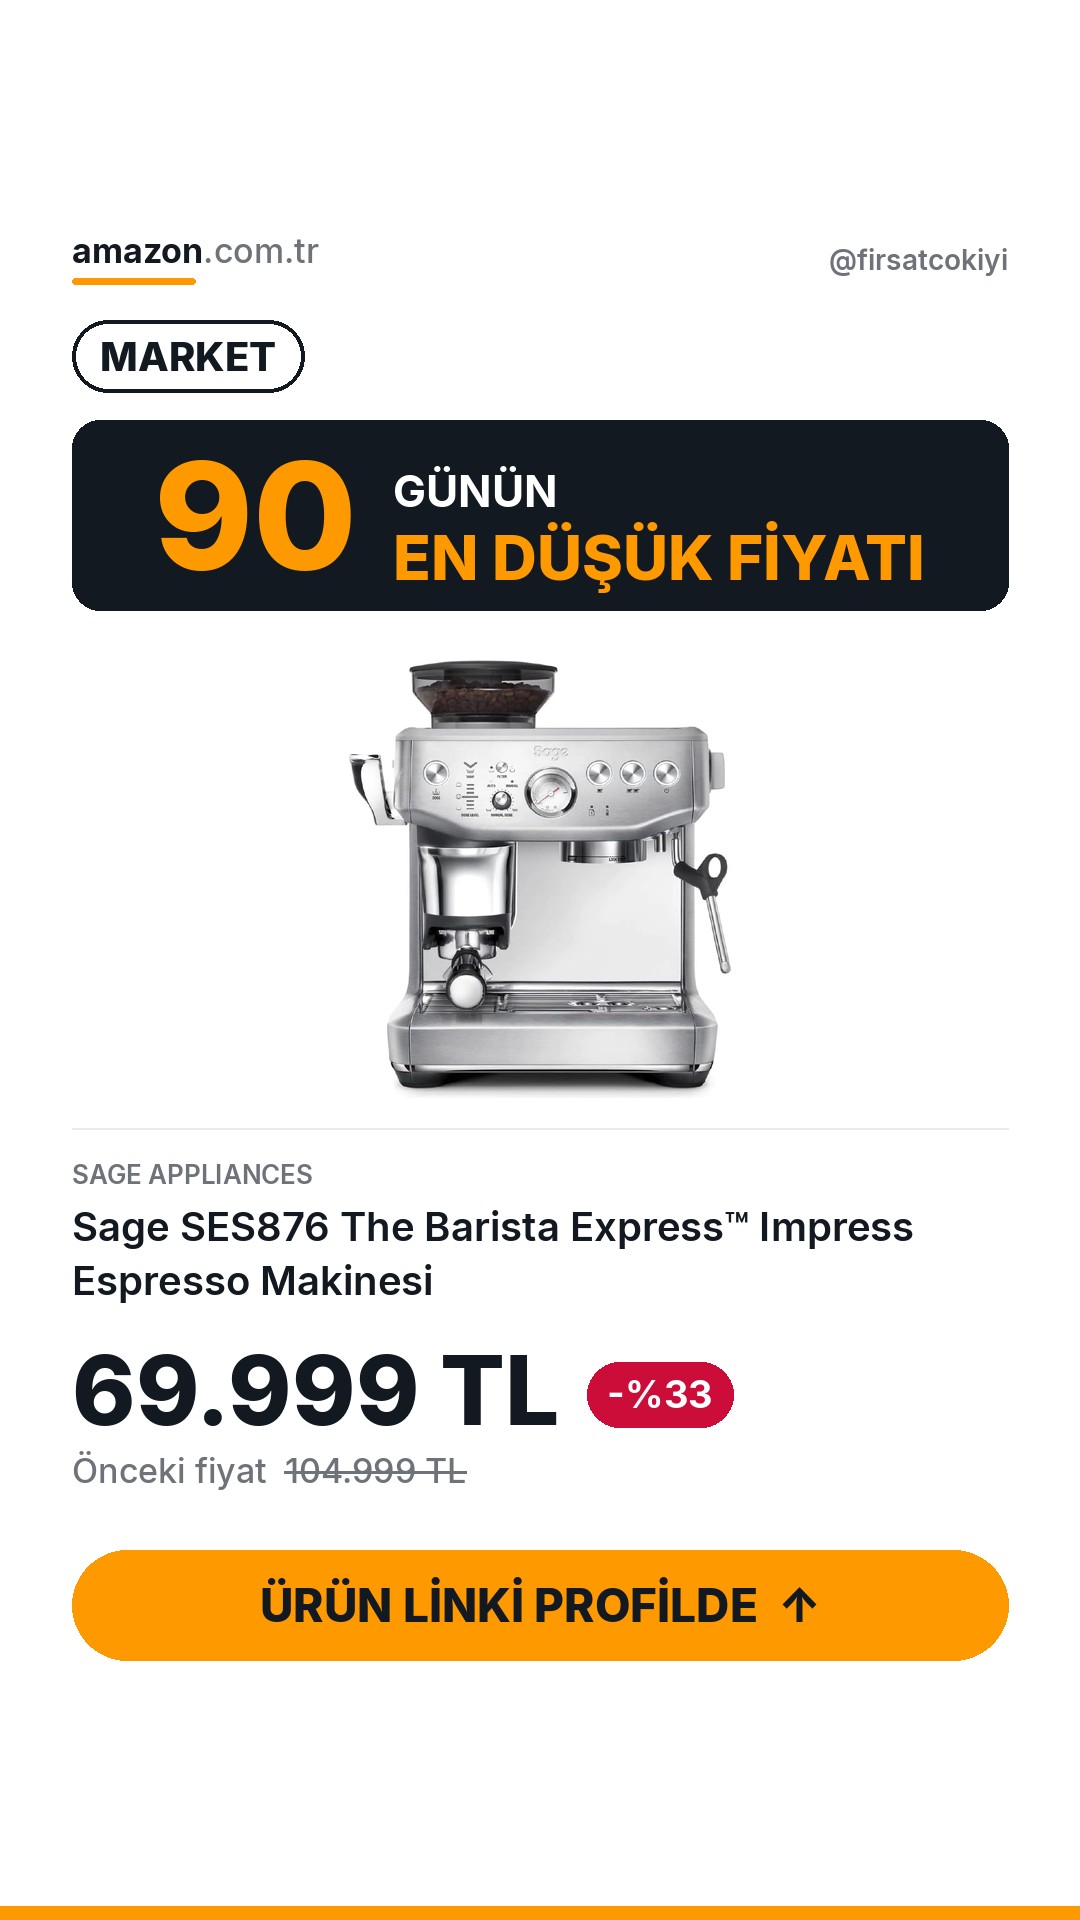 amazon.com.tr
@firsatcokiyi
MARKET
90
GÜNÜN
EN DÜŞÜK FİYATI
Sage
SAGE APPLIANCES
Sage SES876 The Barista Express™ Impress
Espresso Makinesi
69.999 TL
-%33
Önceki fiyat 104.999 TL
ÜRÜN LİNKİ PROFİLDE ↑